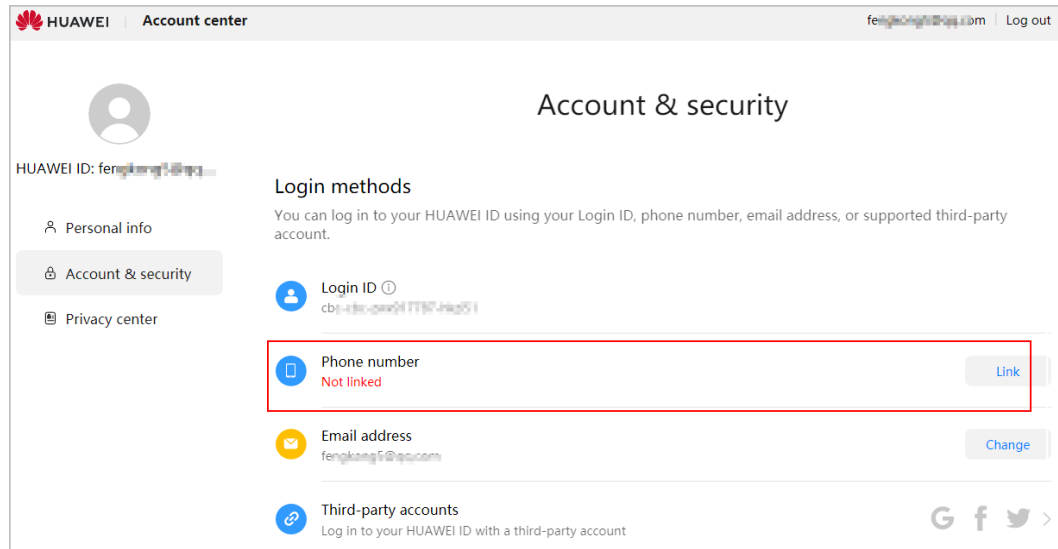 HUAWEI | Account center
Log out
Account & security
HUAWEI ID:
Personal info
Account & security
Privacy center
Login methods
You can log in to your HUAWEI ID using your Login ID, phone number, email address, or supported third-party
account.
Login ID
Phone number
Not linked
Link
Email address
Change
Third-party accounts
Log in to your HUAWEI ID with a third-party account